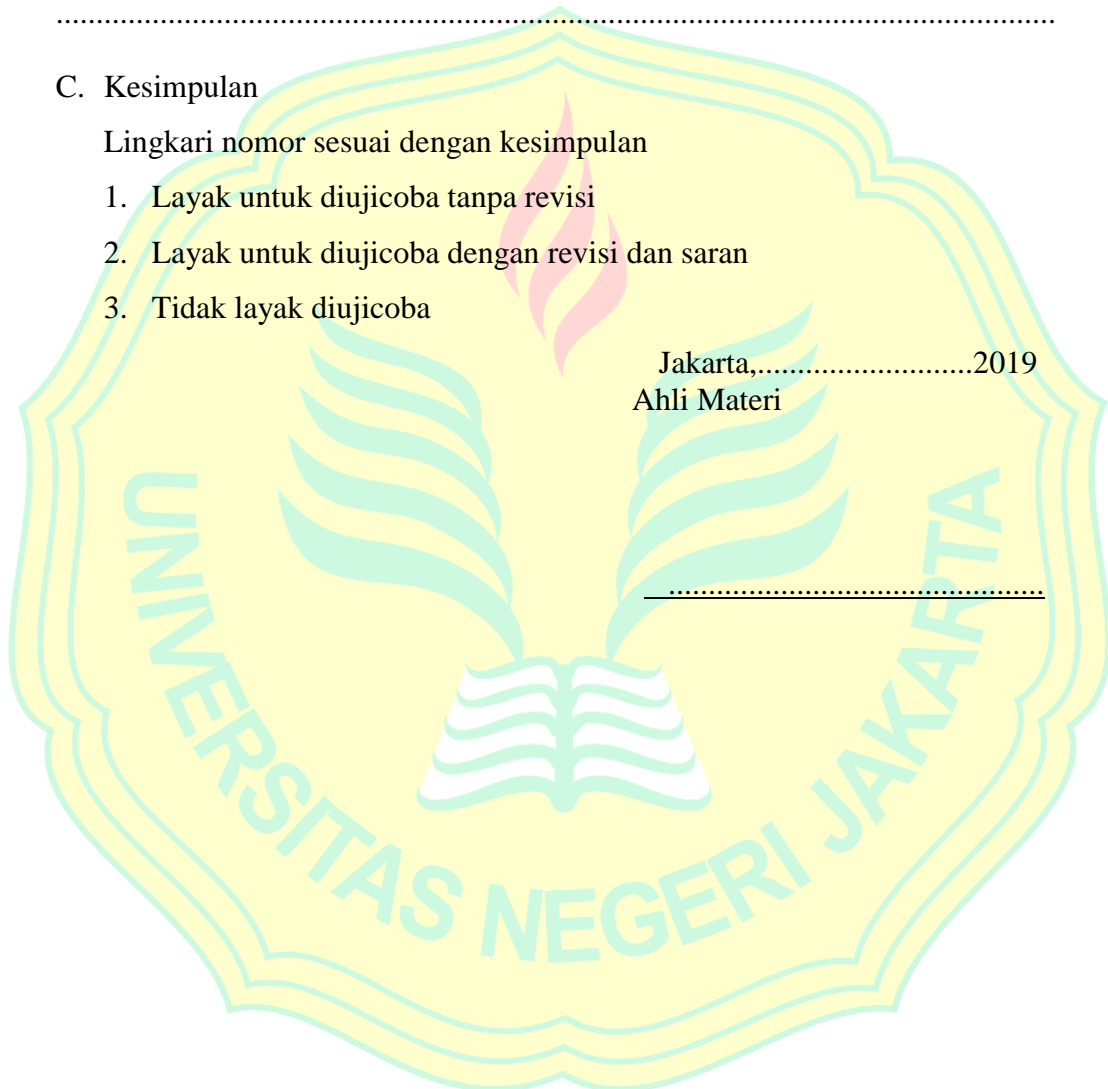 ................................................................................................................................
C. Kesimpulan
Lingkari nomor sesuai dengan kesimpulan
1. Layak untuk diujicoba tanpa revisi
2. Layak untuk diujicoba dengan revisi dan saran
3. Tidak layak diujicoba
Jakarta,...........................2019
Ahli Materi
...............................................
UNIVERSITAS NEGERI JAKARTA